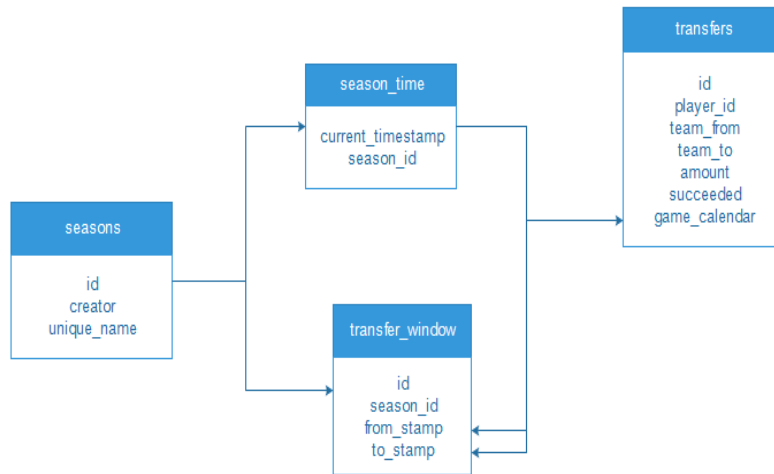 seasons
id
creator
unique_name
season_time
current_timestamp
season_id
transfer_window
id
season_id
from_stamp
to_stamp
transfers
id
player_id
team_from
team_to
amount
succeeded
game_calendar